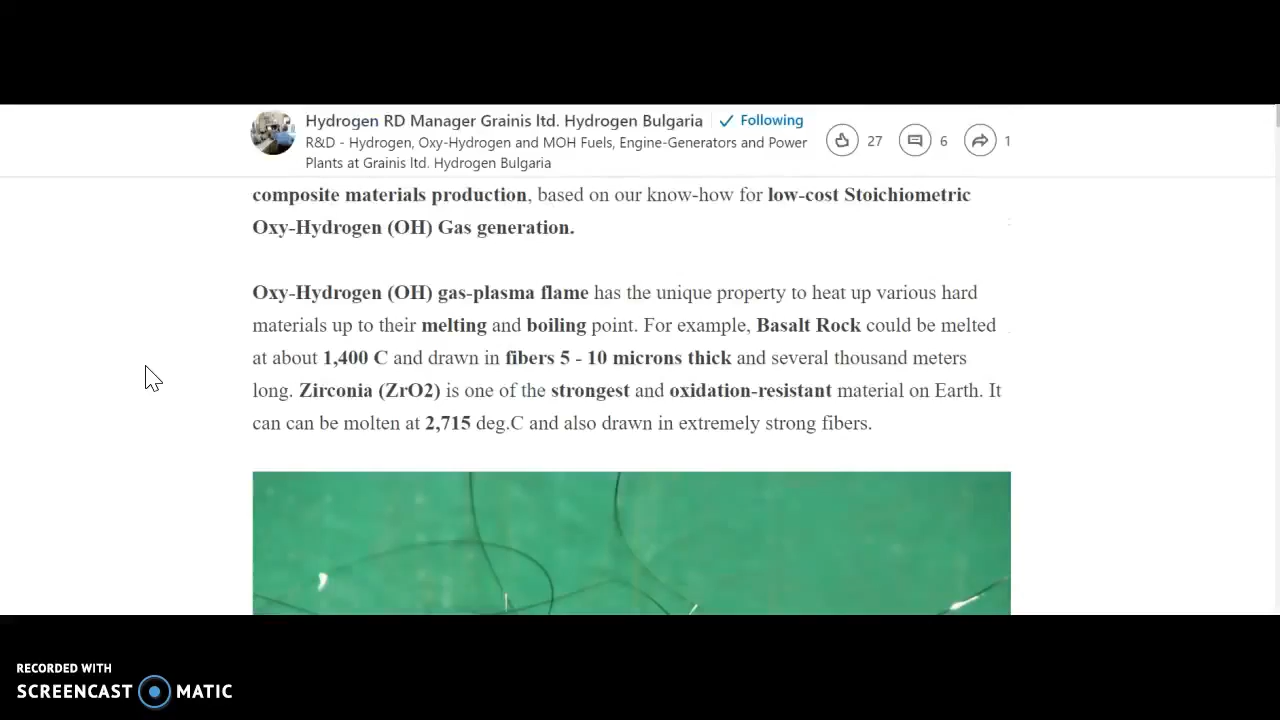 Hydrogen RD Manager Grainis ltd. Hydrogen Bulgaria Following
R&D - Hydrogen, Oxy-Hydrogen and MOH Fuels, Engine-Generators and Power
Plants at Grainis ltd. Hydrogen Bulgaria
27 6 1
composite materials production, based on our know-how for low-cost Stoichiometric
Oxy-Hydrogen (OH) Gas generation.
Oxy-Hydrogen (OH) gas-plasma flame has the unique property to heat up various hard
materials up to their melting and boiling point. For example, Basalt Rock could be melted
at about 1,400 C and drawn in fibers 5 - 10 microns thick and several thousand meters
long. Zirconia (ZrO2) is one of the strongest and oxidation-resistant material on Earth. It
can can be molten at 2,715 deg.C and also drawn in extremely strong fibers.
RECORDED WITH
SCREENCAST MATIC